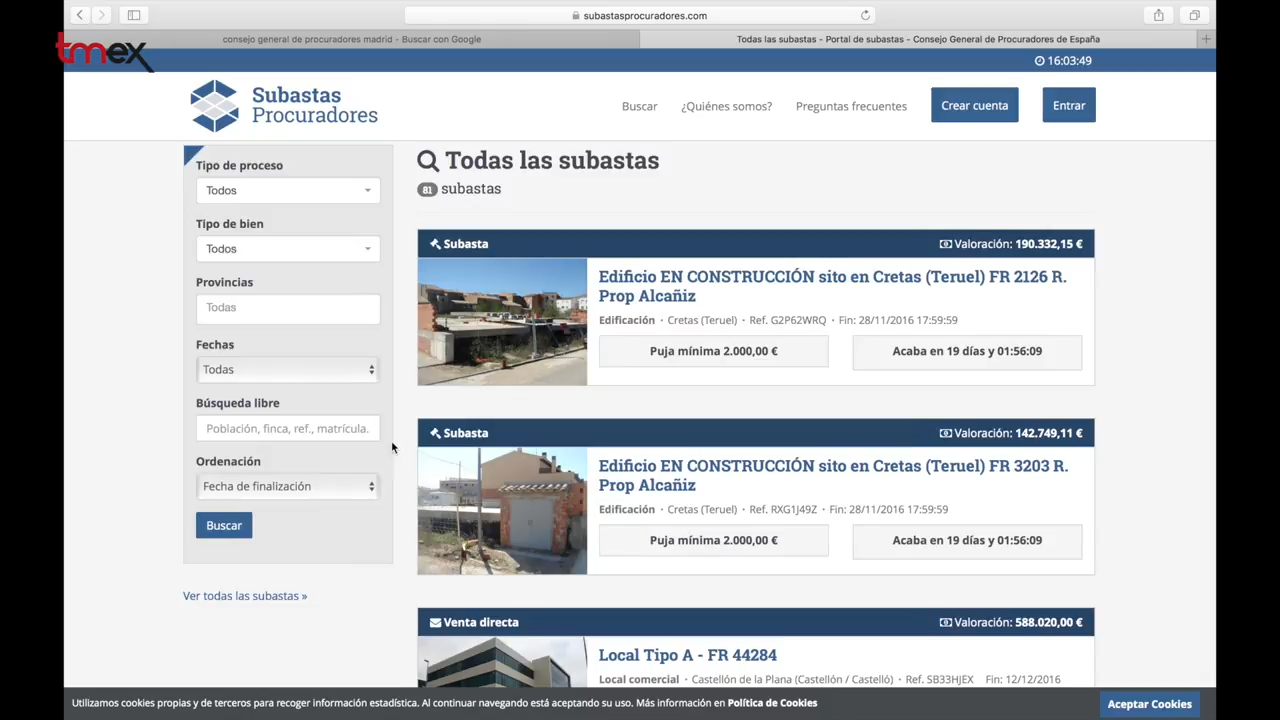 subastasprocuradores.com
consejo general de procuradores madrid - Buscar con Google
Todas las subastas - Portal de subastas - Consejo General de Procuradores de España
tmex
16:03:49
Subastas
Procuradores
Buscar
¿Quiénes somos?
Preguntas frecuentes
Crear cuenta
Entrar
Tipo de proceso
Todos
Tipo de bien
Todos
Provincias
Todas
Fechas
Todas
Búsqueda libre
Población, finca, ref., matrícula.
Ordenación
Fecha de finalización
Buscar
Ver todas las subastas »
Todas las subastas
81 subastas
Subasta
Valoración: 190.332,15 €
Edificio EN CONSTRUCCIÓN sito en Cretas (Teruel) FR 2126 R.
Prop Alcañiz
Edificación · Cretas (Teruel) · Ref. G2P62WRQ · Fin: 28/11/2016 17:59:59
Puja mínima 2.000,00 €
Acaba en 19 días y 01:56:09
Subasta
Valoración: 142.749,11 €
Edificio EN CONSTRUCCIÓN sito en Cretas (Teruel) FR 3203 R.
Prop Alcañiz
Edificación · Cretas (Teruel) · Ref. RXG1J49Z · Fin: 28/11/2016 17:59:59
Puja mínima 2.000,00 €
Acaba en 19 días y 01:56:09
Venta directa
Valoración: 588.020,00 €
Local Tipo A - FR 44284
Local comercial · Castellón de la Plana (Castellón / Castelló) · Ref. SB33HJEX Fin: 12/12/2016
Utilizamos cookies propias y de terceros para recoger información estadística. Al continuar navegando está aceptando su uso. Más información en Política de Cookies
Aceptar Cookies